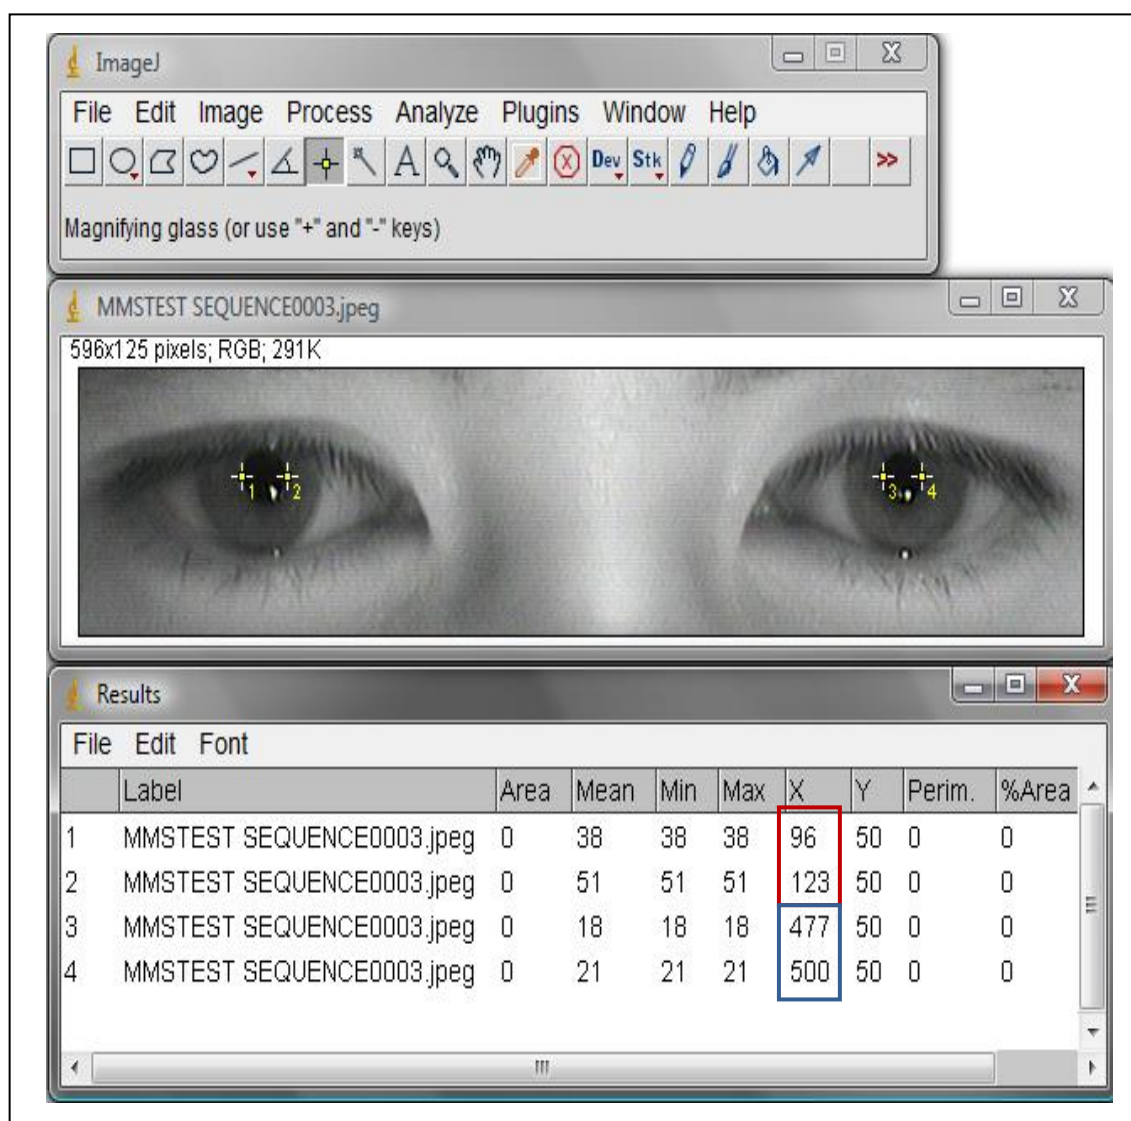 ImageJ
File Edit Image Process Analyze Plugins Window Help
A Dev Stk >>
Magnifying glass (or use "+" and "-" keys)
MMSTEST SEQUENCE0003.jpeg
596x125 pixels; RGB; 291K
1 2 3 4
Results
File Edit Font
Label Area Mean Min Max X Y Perim. %Area
1 MMSTEST SEQUENCE0003.jpeg 0 38 38 38 96 50 0 0
2 MMSTEST SEQUENCE0003.jpeg 0 51 51 51 123 50 0 0
3 MMSTEST SEQUENCE0003.jpeg 0 18 18 18 477 50 0 0
4 MMSTEST SEQUENCE0003.jpeg 0 21 21 21 500 50 0 0